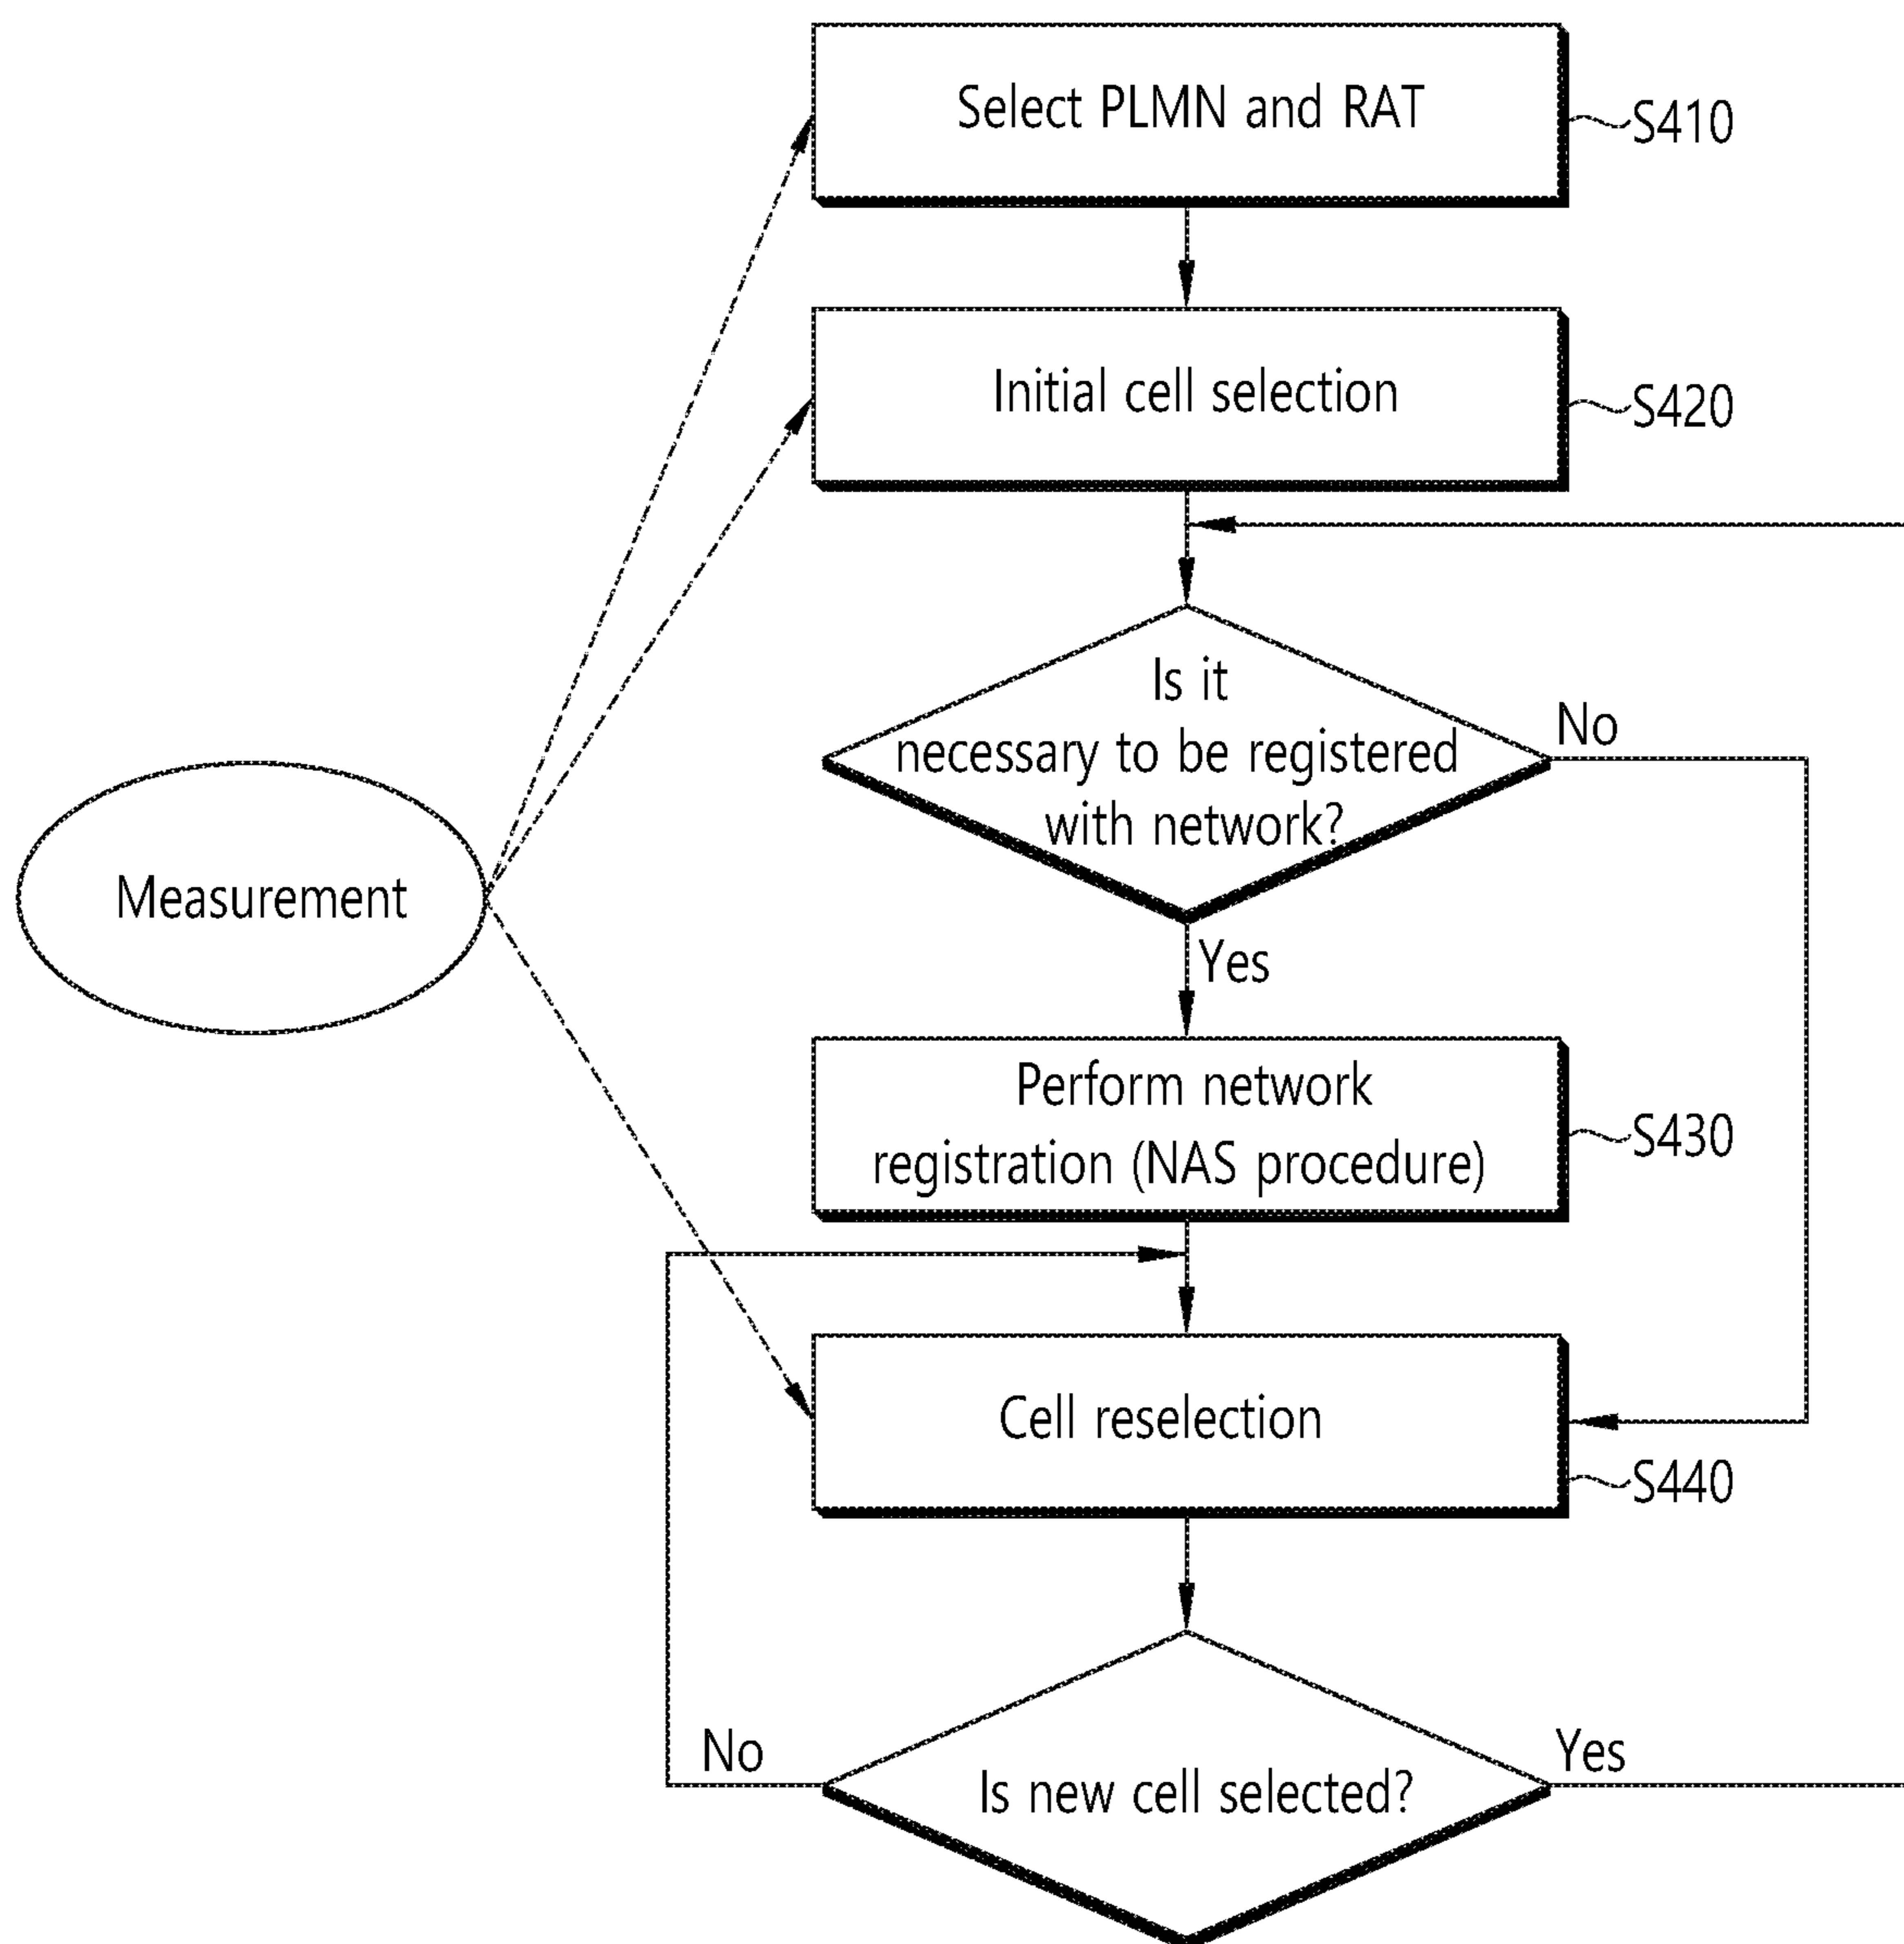 Select PLMN and RAT
S410
Initial cell selection
S420
Is it
necessary to be registered
with network?
No
Yes
Measurement
Perform network
registration (NAS procedure)
S430
Cell reselection
S440
No
Is new cell selected?
Yes